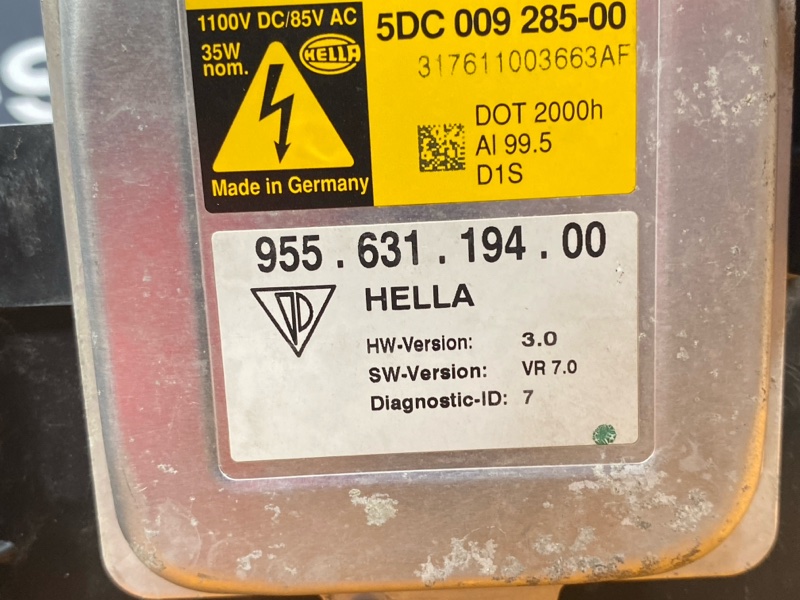 1100V DC/85V AC
35W
nom.
HELLA
Made in Germany
5DC 009 285-00
317611003663AF
DOT 2000h
Al 99.5
D1S
955.631.194.00
HELLA
HW-Version: 3.0
SW-Version: VR 7.0
Diagnostic-ID: 7